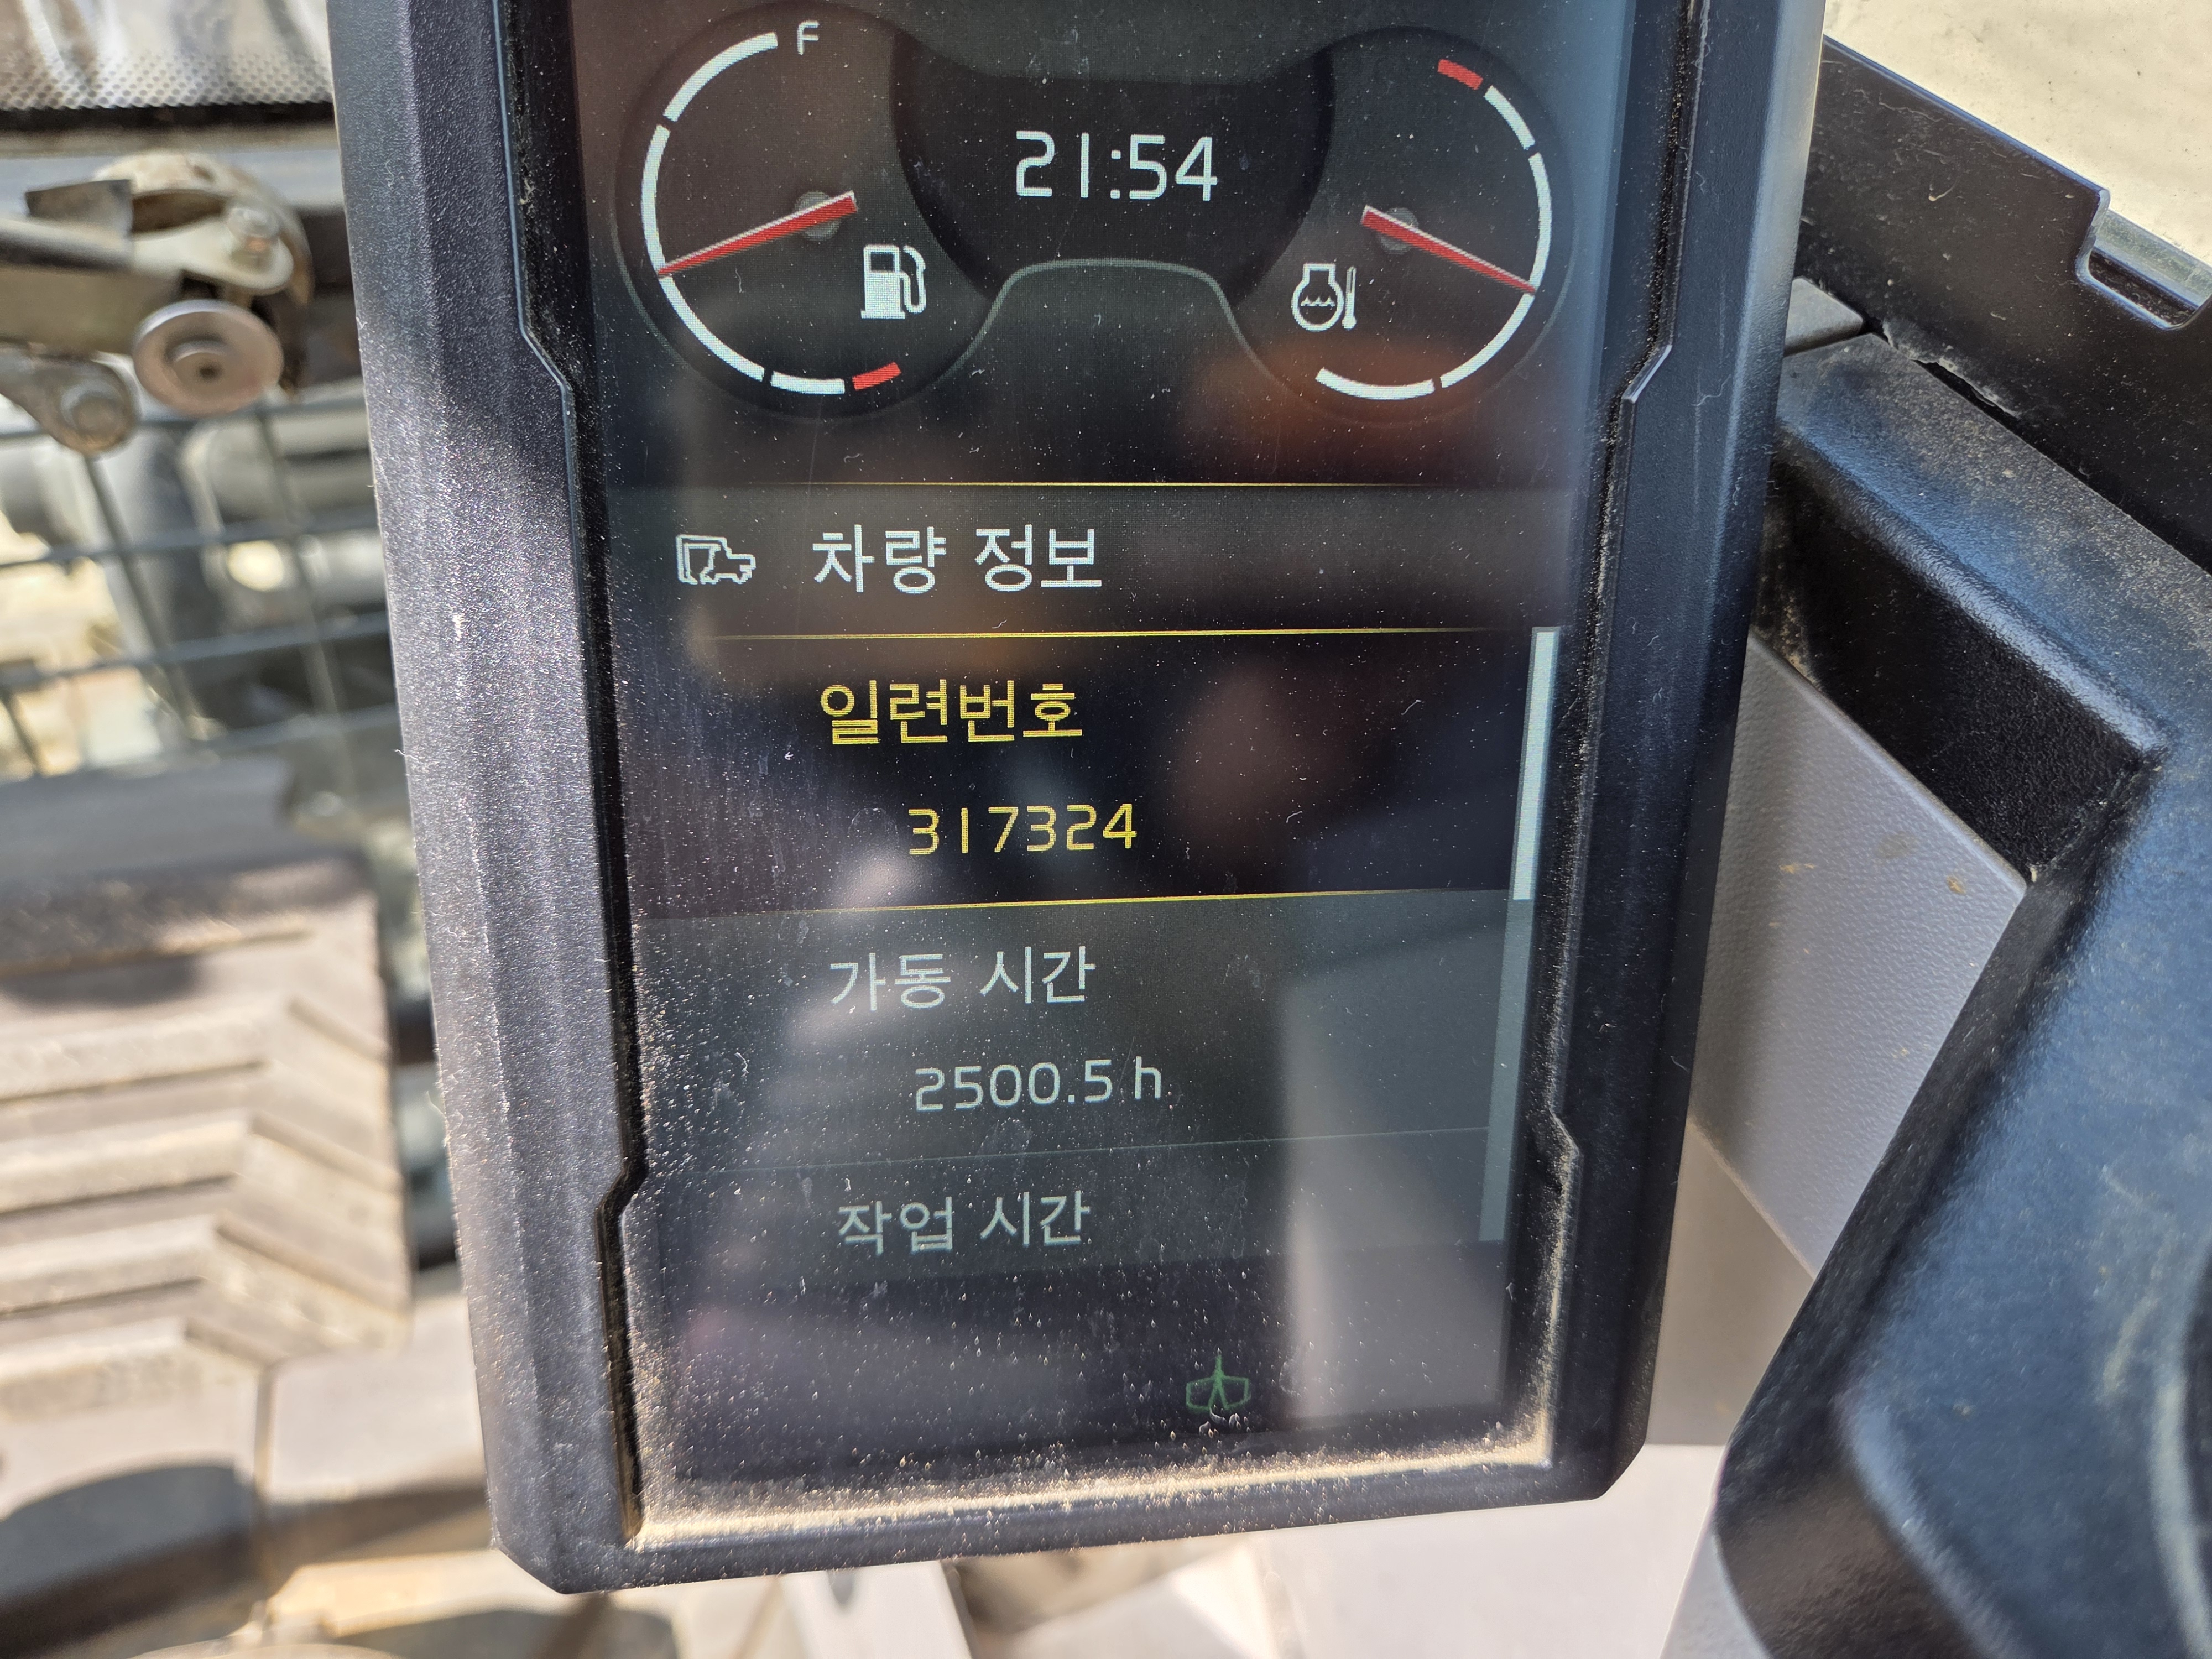 F
21:54
차량 정보
일련번호
317324
가동 시간
2500.5 h
작업 시간